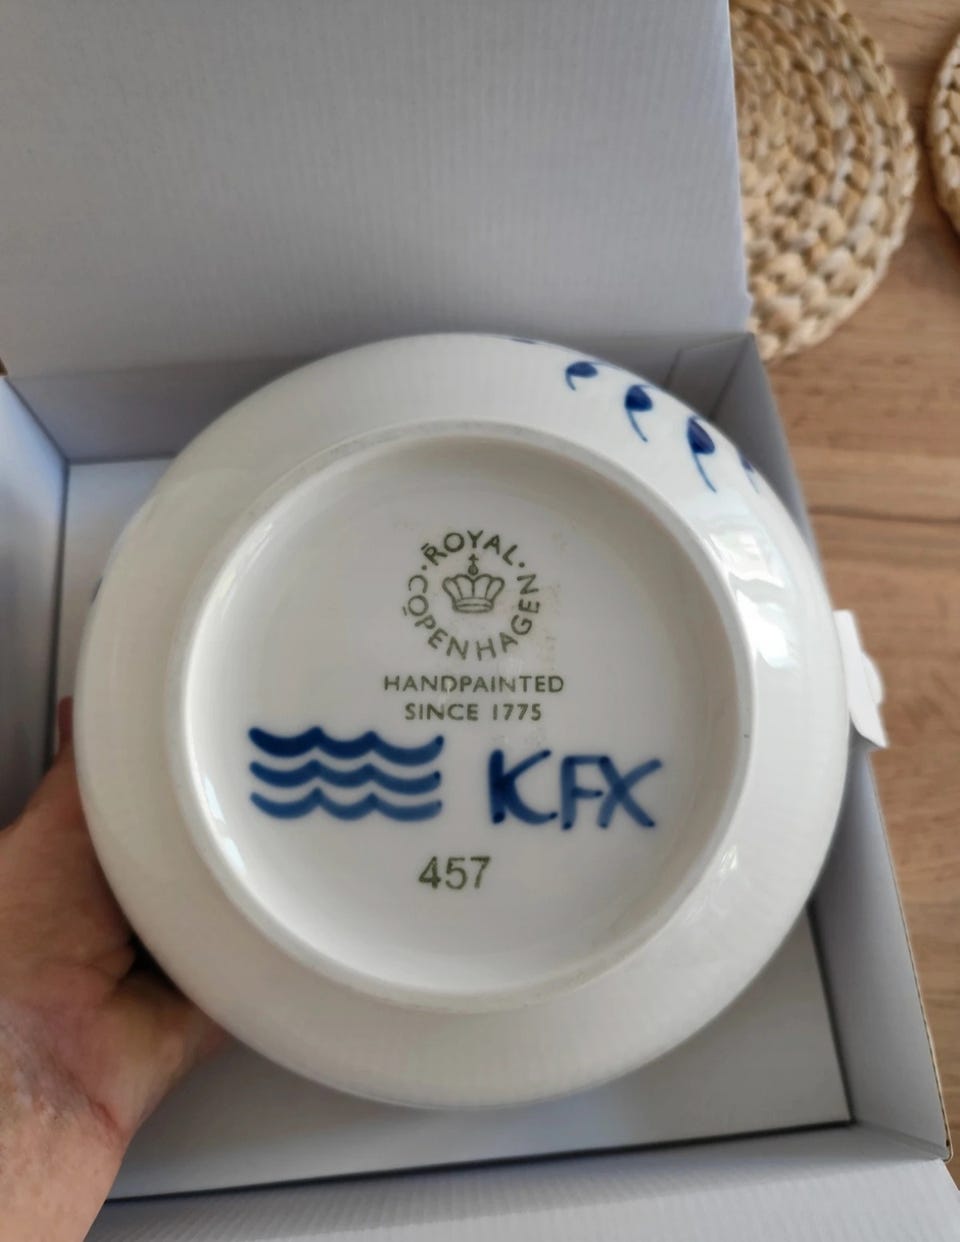 ROYAL
COPENHAGEN
HANDPAINTED
SINCE 1775
KFX
457